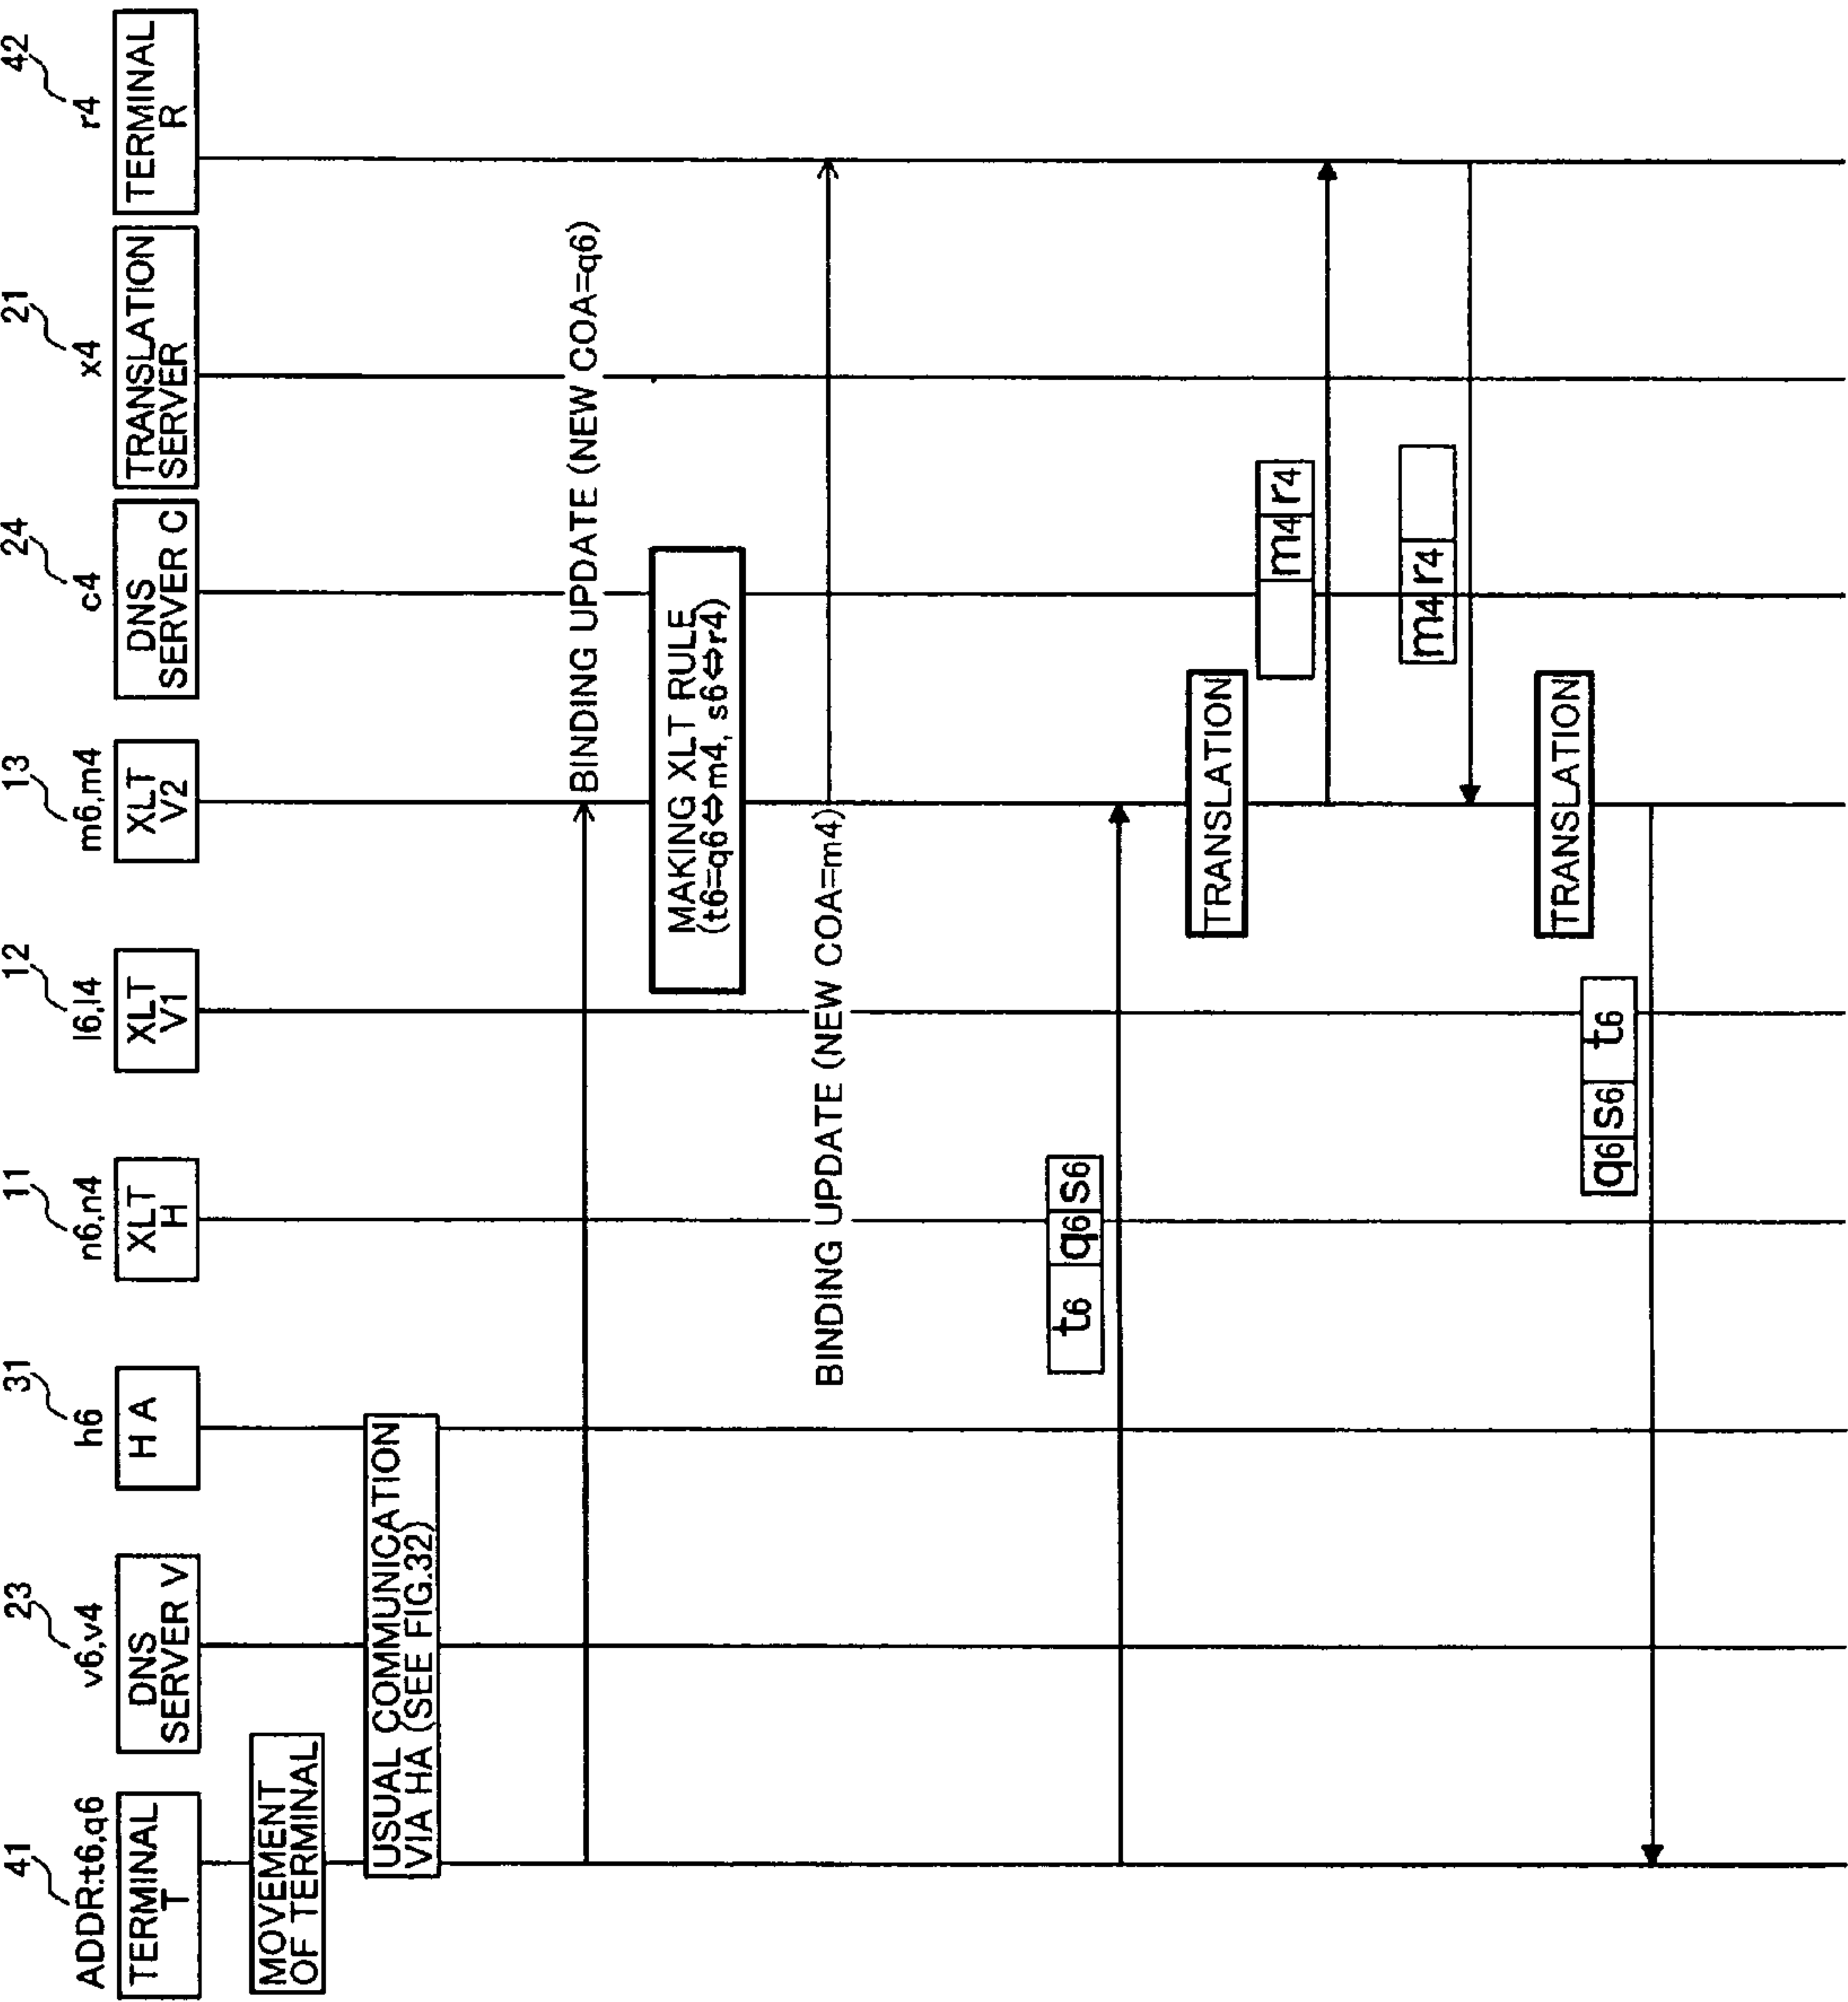 41
ADDR:t6,q6
TERMINAL
T
23
v6,v4
DNS
SERVER V
31
h6
H A
11
n6,n4
XLT
H
12
l6,l4
XLT
V1
13
m6,m4
XLT
V2
24
c4
DNS
SERVER C
21
x4
TRANSLATION
SERVER
42
r4
TERMINAL
R
MOVEMENT
OF TERMINAL
USUAL COMMUNICATION
VIA HA (SEE FIG.32)
BINDING UPDATE (NEW COA=q6)
MAKING XLT RULE
(t6=q6⇔m4, s6⇔r4)
BINDING UPDATE (NEW COA=m4)
t6 q6 s6
TRANSLATION
m4 r4
m4 r4
TRANSLATION
q6 s6 t6